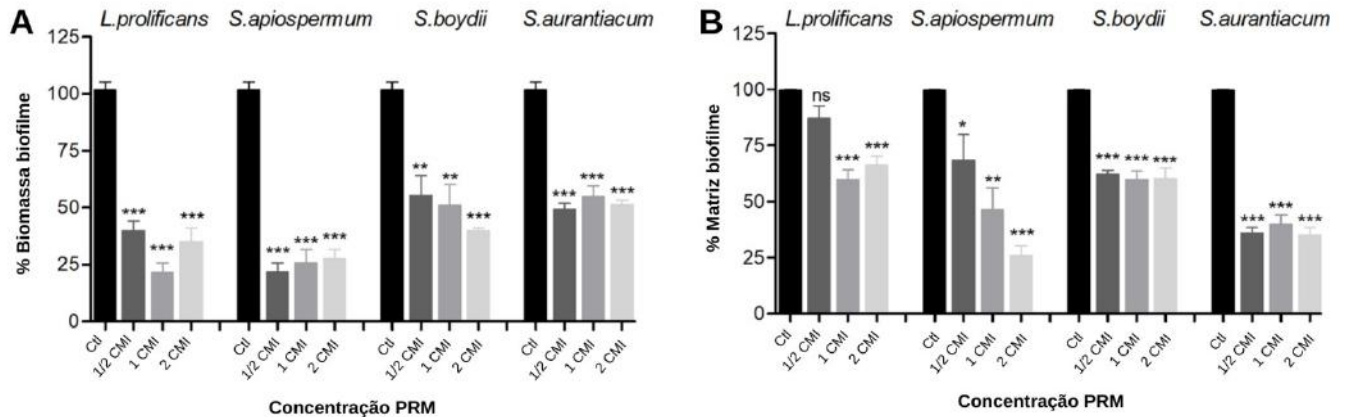 A
L.prolificans S.apiospermum S.boydii S.aurantiacum
% Biomassa biofilme
125
100
75
50
25
0
*** *** ***
*** *** ***
** ** ***
*** *** ***
Ctl 1/2 CMI 1 CMI 2 CMI Ctl 1/2 CMI 1 CMI 2 CMI Ctl 1/2 CMI 1 CMI 2 CMI Ctl 1/2 CMI 1 CMI 2 CMI
Concentração PRM
B
L.prolificans S.apiospermum S.boydii S.aurantiacum
% Matriz biofilme
125
100
75
50
25
0
ns *** ***
* ** ***
*** *** ***
*** *** ***
Ctl 1/2 CMI 1 CMI 2 CMI Ctl 1/2 CMI 1 CMI 2 CMI Ctl 1/2 CMI 1 CMI 2 CMI Ctl 1/2 CMI 1 CMI 2 CMI
Concentração PRM